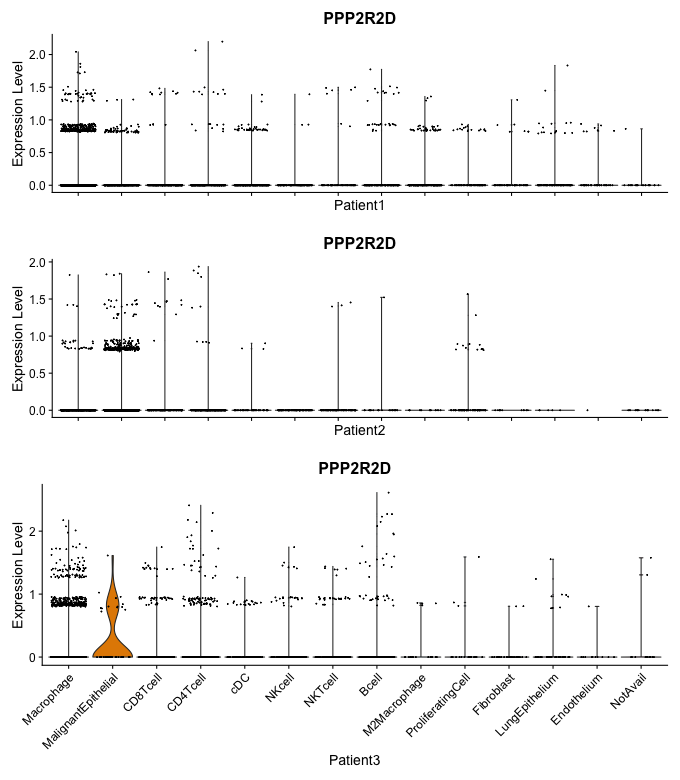 PPP2R2D
Expression Level
2.0
1.5
1.0
0.5
0.0
Patient1
PPP2R2D
Expression Level
2.0
1.5
1.0
0.5
0.0
Patient2
PPP2R2D
Expression Level
2
1
0
Macrophage
MalignantEpithelial
CD8Tcell
CD4Tcell
cDC
NKcell
NKTcell
Bcell
M2Macrophage
ProliferatingCell
Fibroblast
LungEpithelium
Endothelium
NotAvail
Patient3